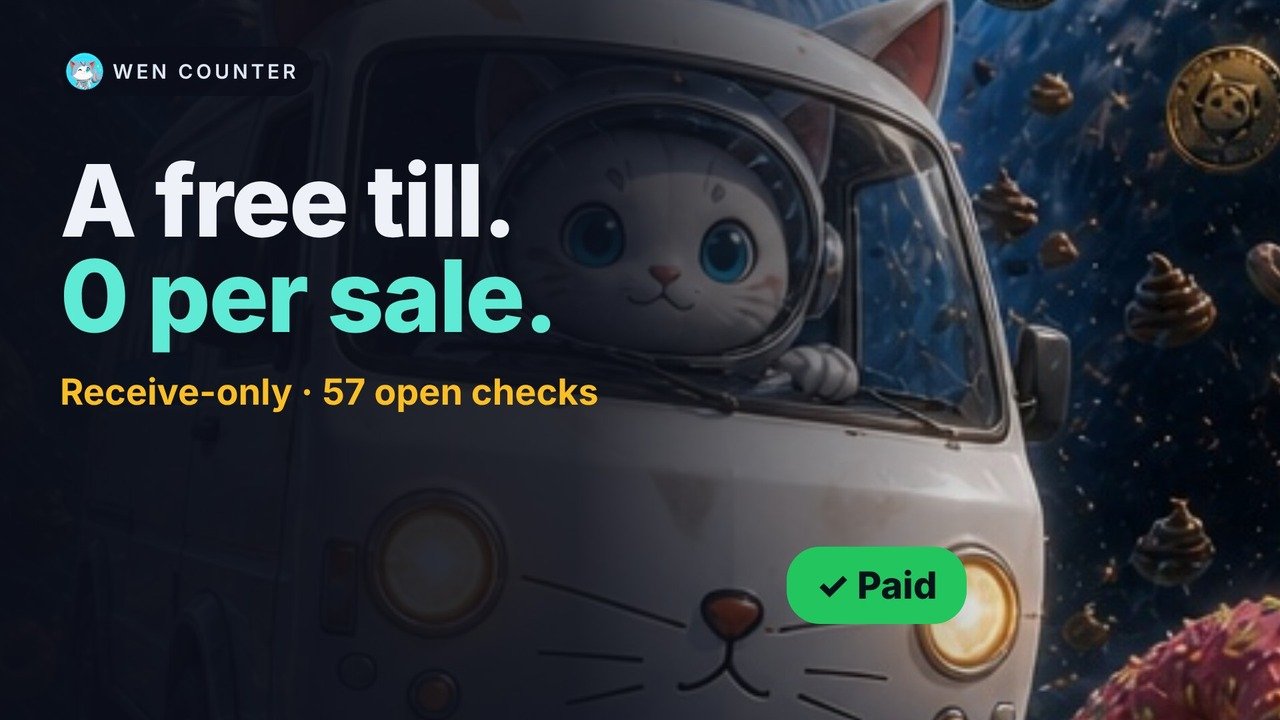 WEN COUNTER
A free till.
0 per sale.
Receive-only · 57 open checks
✓ Paid